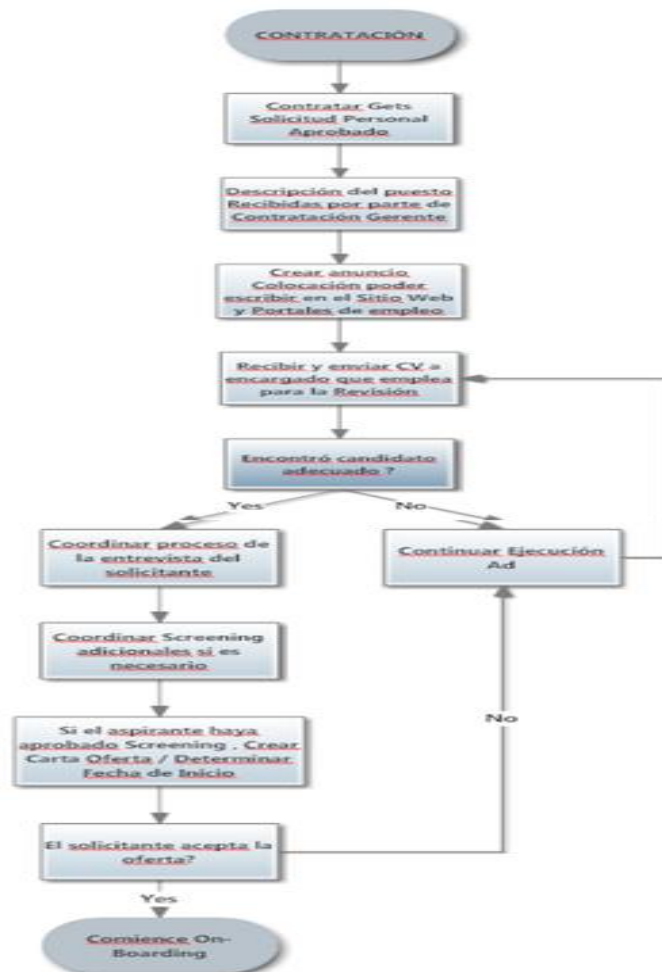 CONTRATACIÓN
Contratar Gets
Solicitud Personal
Aprobado
Descripción del puesto
Recibidas por parte de
Contratación Gerente
Crear anuncio
Colocación poder
escribir en el Sitio Web
y Portales de empleo
Recibir y enviar CV a
encargado que emplea
para la Revisión
Encontró candidato
adecuado ?
Yes
No
Coordinar proceso de
la entrevista del
solicitante
Continuar Ejecución
Ad
Coordinar Screening
adicionales si es
necesario
Si el aspirante haya
aprobado Screening , Crear
Carta Oferta / Determinar
Fecha de Inicio
No
El solicitante acepta la
oferta?
Yes
Comience On-
Boarding